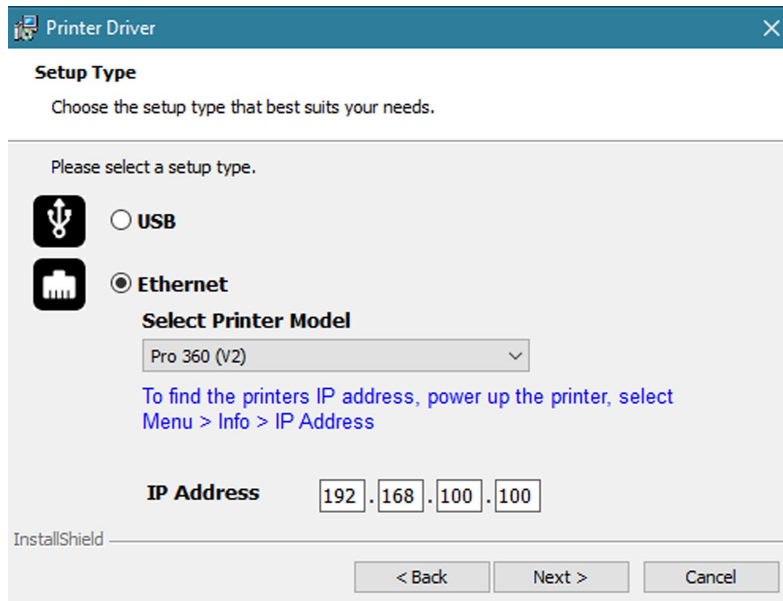 Printer Driver
Setup Type
Choose the setup type that best suits your needs.
Please select a setup type.
USB
Ethernet
Select Printer Model
Pro 360 (V2)
To find the printers IP address, power up the printer, select
Menu > Info > IP Address
IP Address 192 . 168 . 100 . 100
InstallShield
< Back Next > Cancel